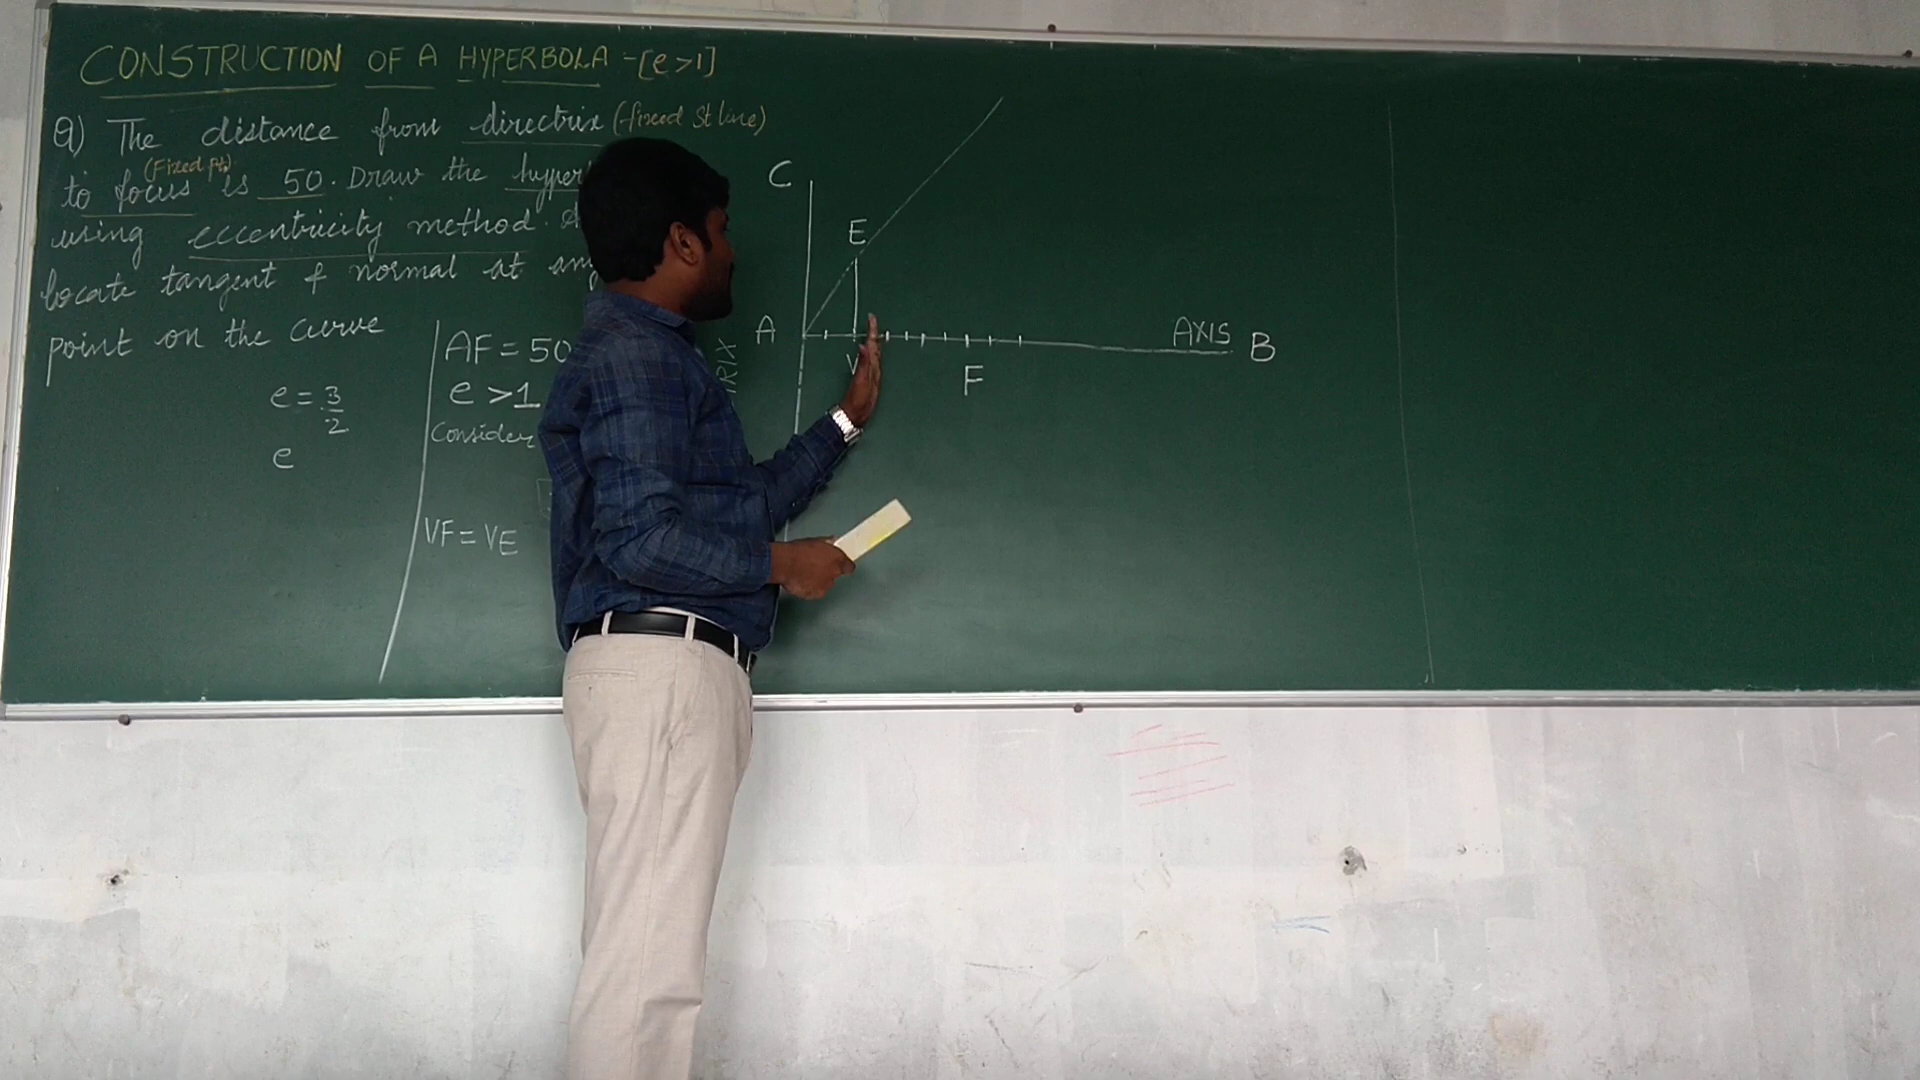 CONSTRUCTION OF A HYPERBOLA -[e>1]
Q) The distance from directrix (fixed St line)
(Fixed Pt)
to focus is 50. Draw the
using eccentricity method.
locate tangent & normal at any
point on the curve
e = 3/2
e
AF = 50
e > 1
Consider
VF = VE
C
E
A
V
F
AXIS
B